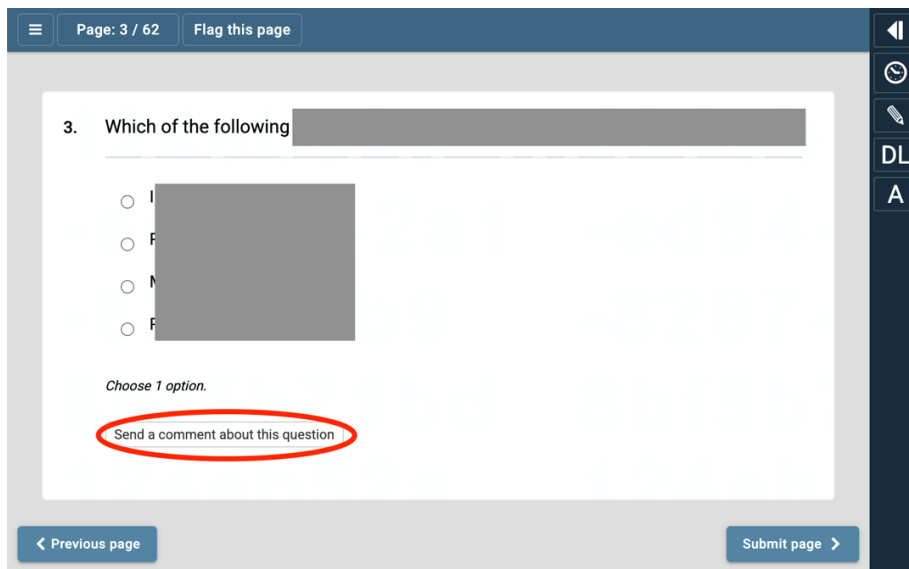 ☰ Page: 3 / 62 Flag this page
3. Which of the following
I
F
N
F
Choose 1 option.
Send a comment about this question
Previous page Submit page
DL
A